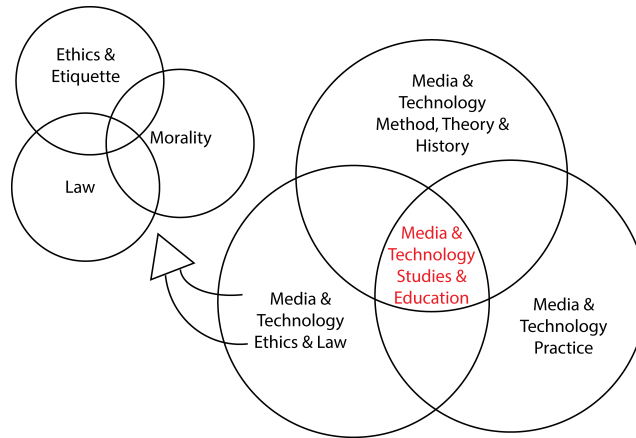 Ethics &
Etiquette
Morality
Law
Media &
Technology
Method, Theory &
History
Media &
Technology
Studies &
Education
Media &
Technology
Ethics & Law
Media &
Technology
Practice